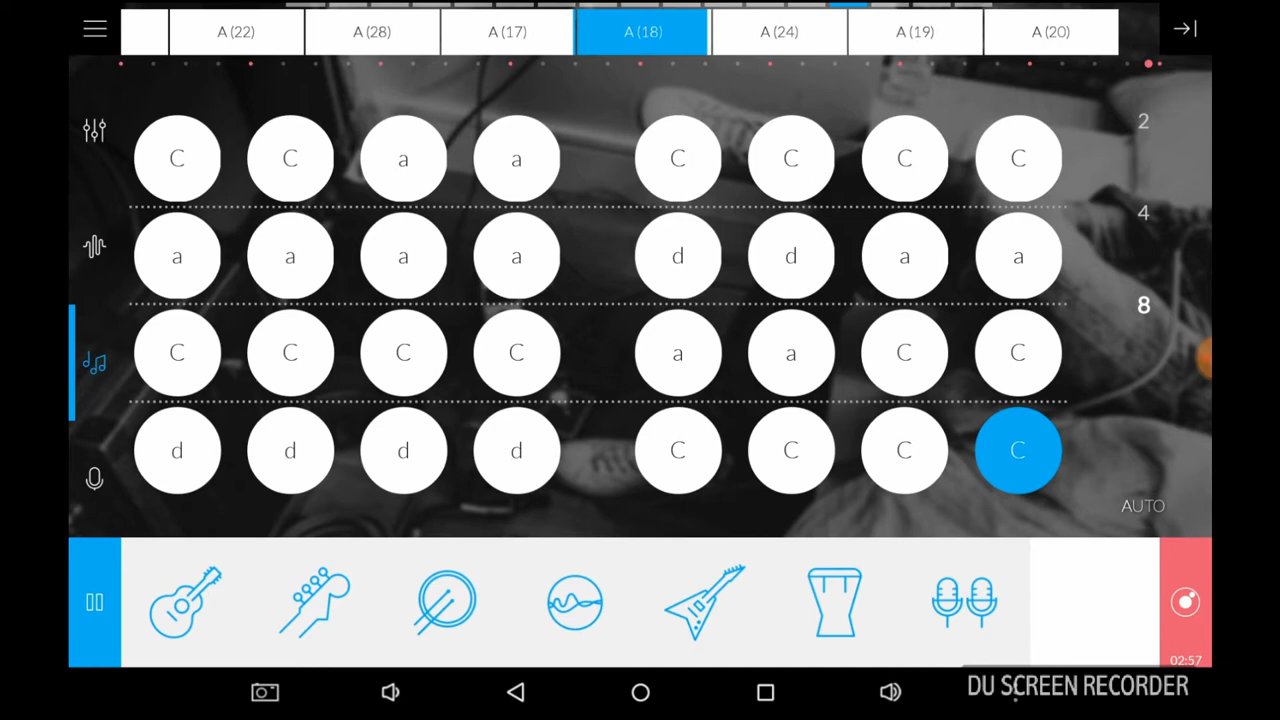 A (22) A (28) A (17) A (18) A (24) A (19) A (20)
C C a a C C C C 2
4
a a a a d d a a
8
C C C C a a C C
d d d d C C C C
AUTO
02:57
DU SCREEN RECORDER